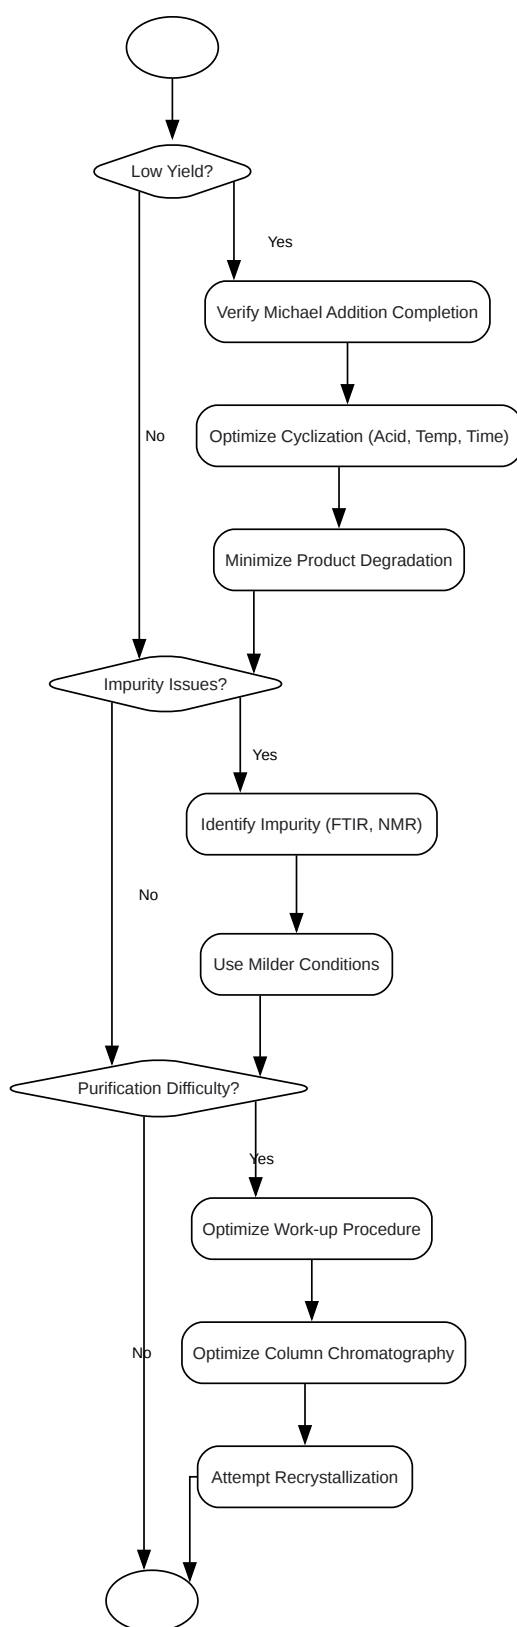 Low Yield?
Yes
Verify Michael Addition Completion
No
Optimize Cyclization (Acid, Temp, Time)
Minimize Product Degradation
Impurity Issues?
Yes
Identify Impurity (FTIR, NMR)
No
Use Milder Conditions
Purification Difficulty?
Yes
Optimize Work-up Procedure
No
Optimize Column Chromatography
Attempt Recrystallization